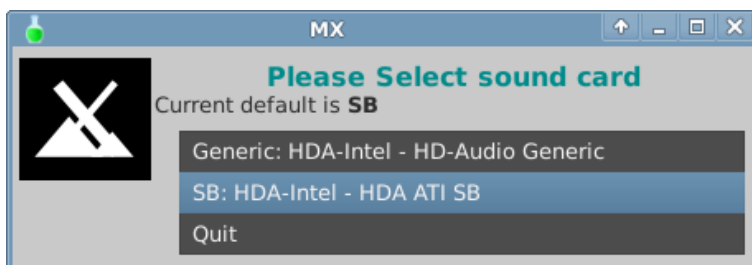 MX
Please Select sound card
Current default is SB
Generic: HDA-Intel - HD-Audio Generic
SB: HDA-Intel - HDA ATI SB
Quit